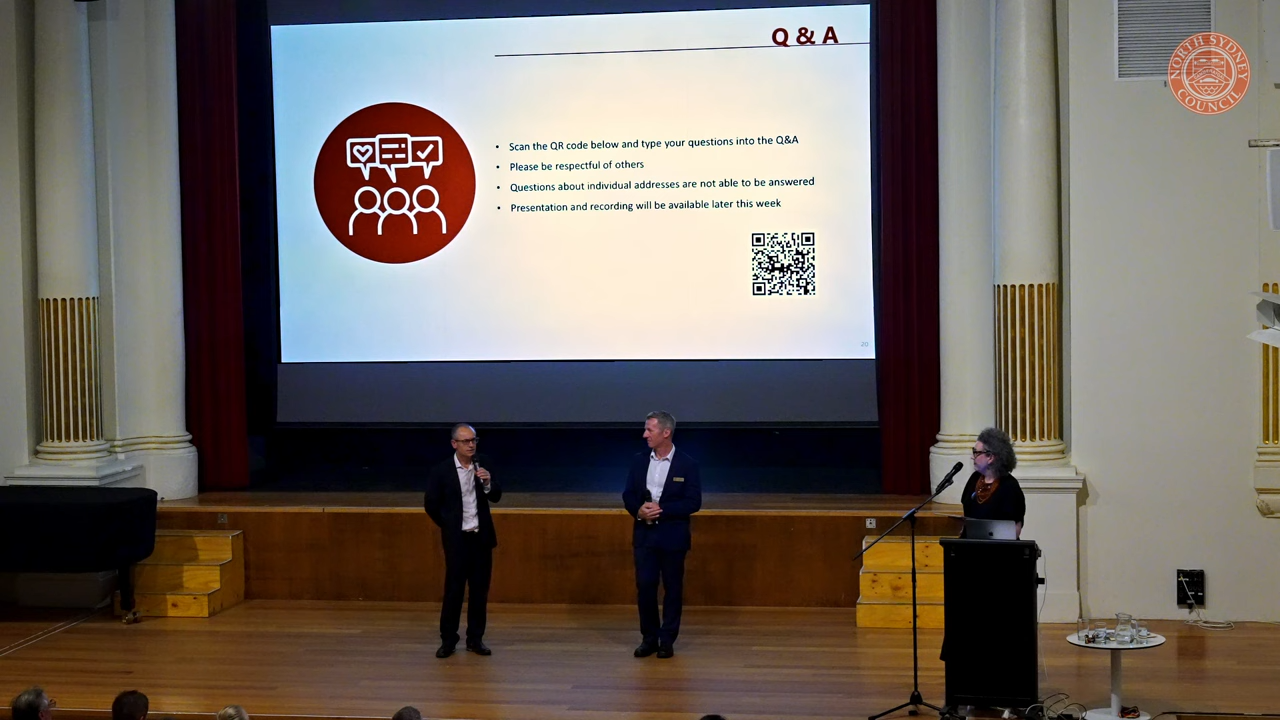 Q & A
NORTH SYDNEY
COUNCIL
• Scan the QR code below and type your questions into the Q&A
• Please be respectful of others
• Questions about individual addresses are not able to be answered
• Presentation and recording will be available later this week
20